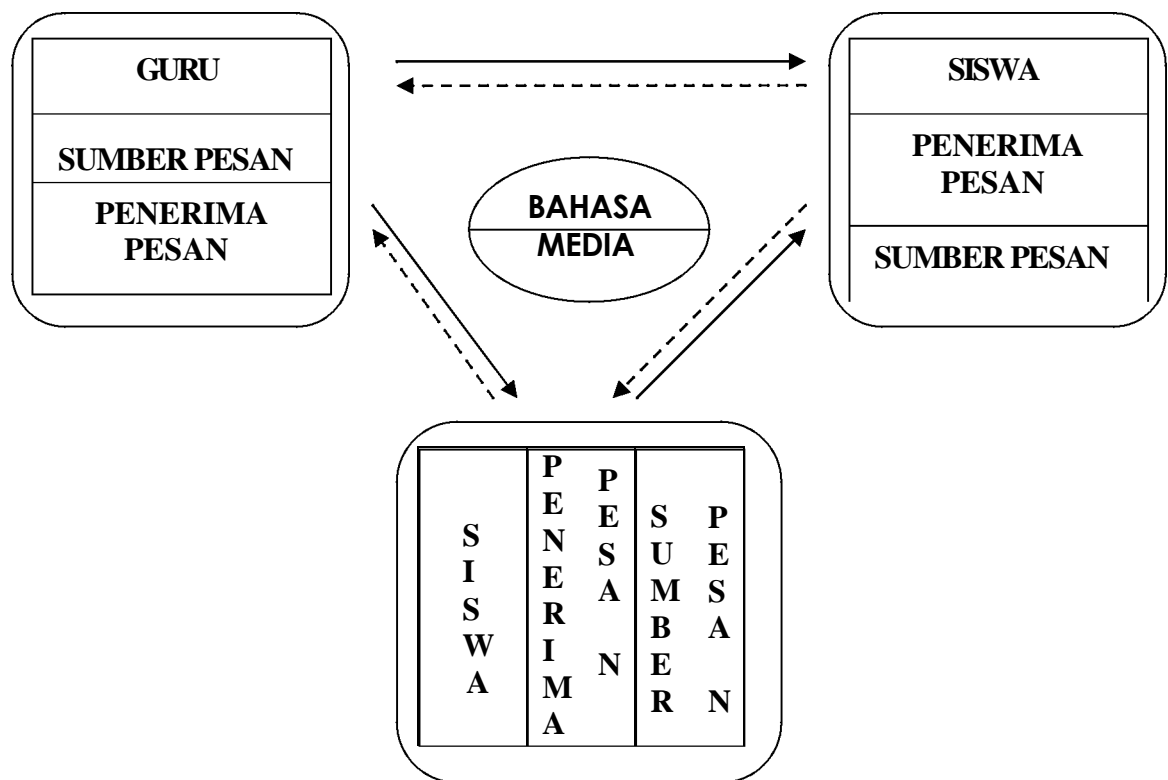 GURU
SUMBER PESAN
PENERIMA
PESAN
BAHASA
MEDIA
SISWA
PENERIMA
PESAN
SUMBER PESAN
SISWA
PENERIMA
PESAN
SUMBER
PESAN